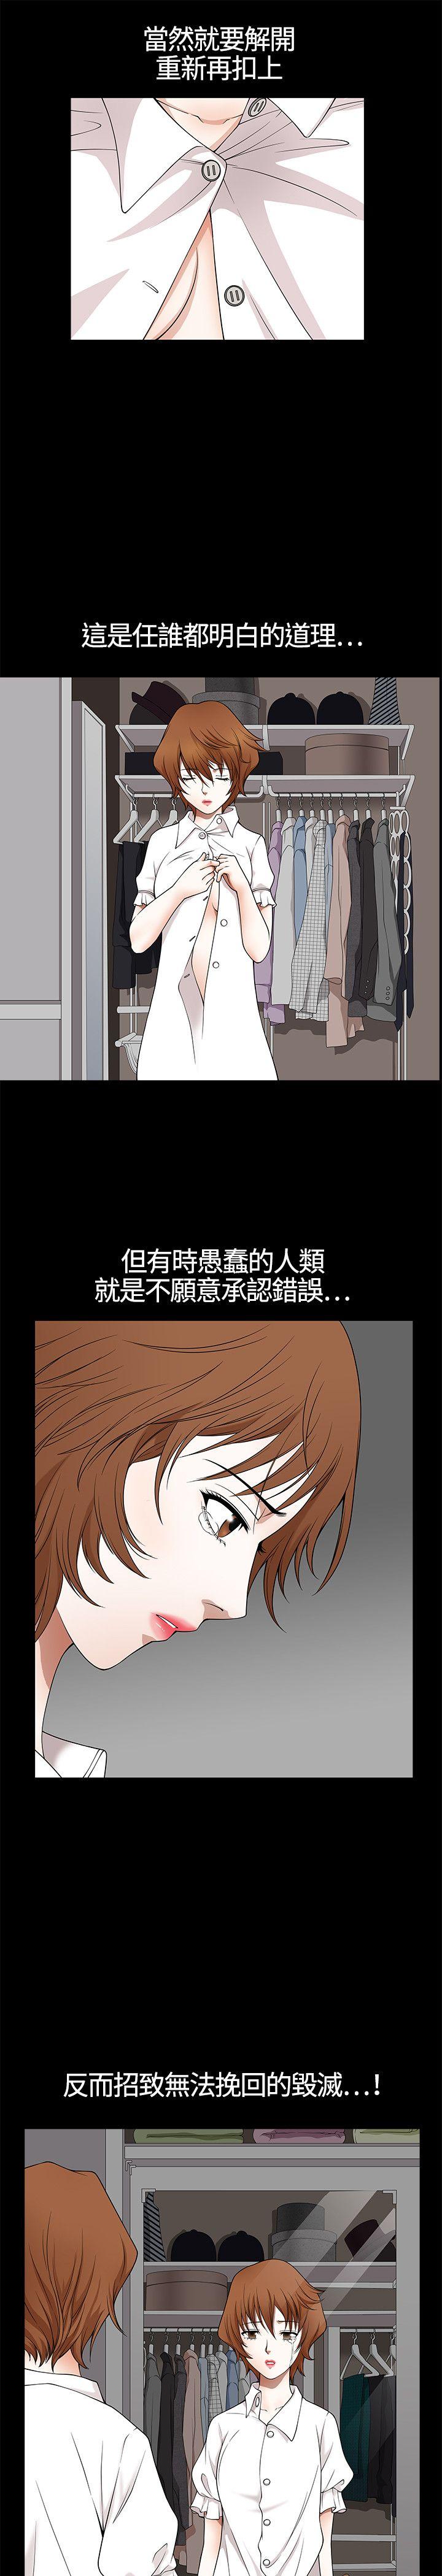 當然就要解開
重新再扣上
這是任誰都明白的道理...
但有時愚蠢的人類
就是不願意承認錯誤...
反而招致無法挽回的毀滅...!